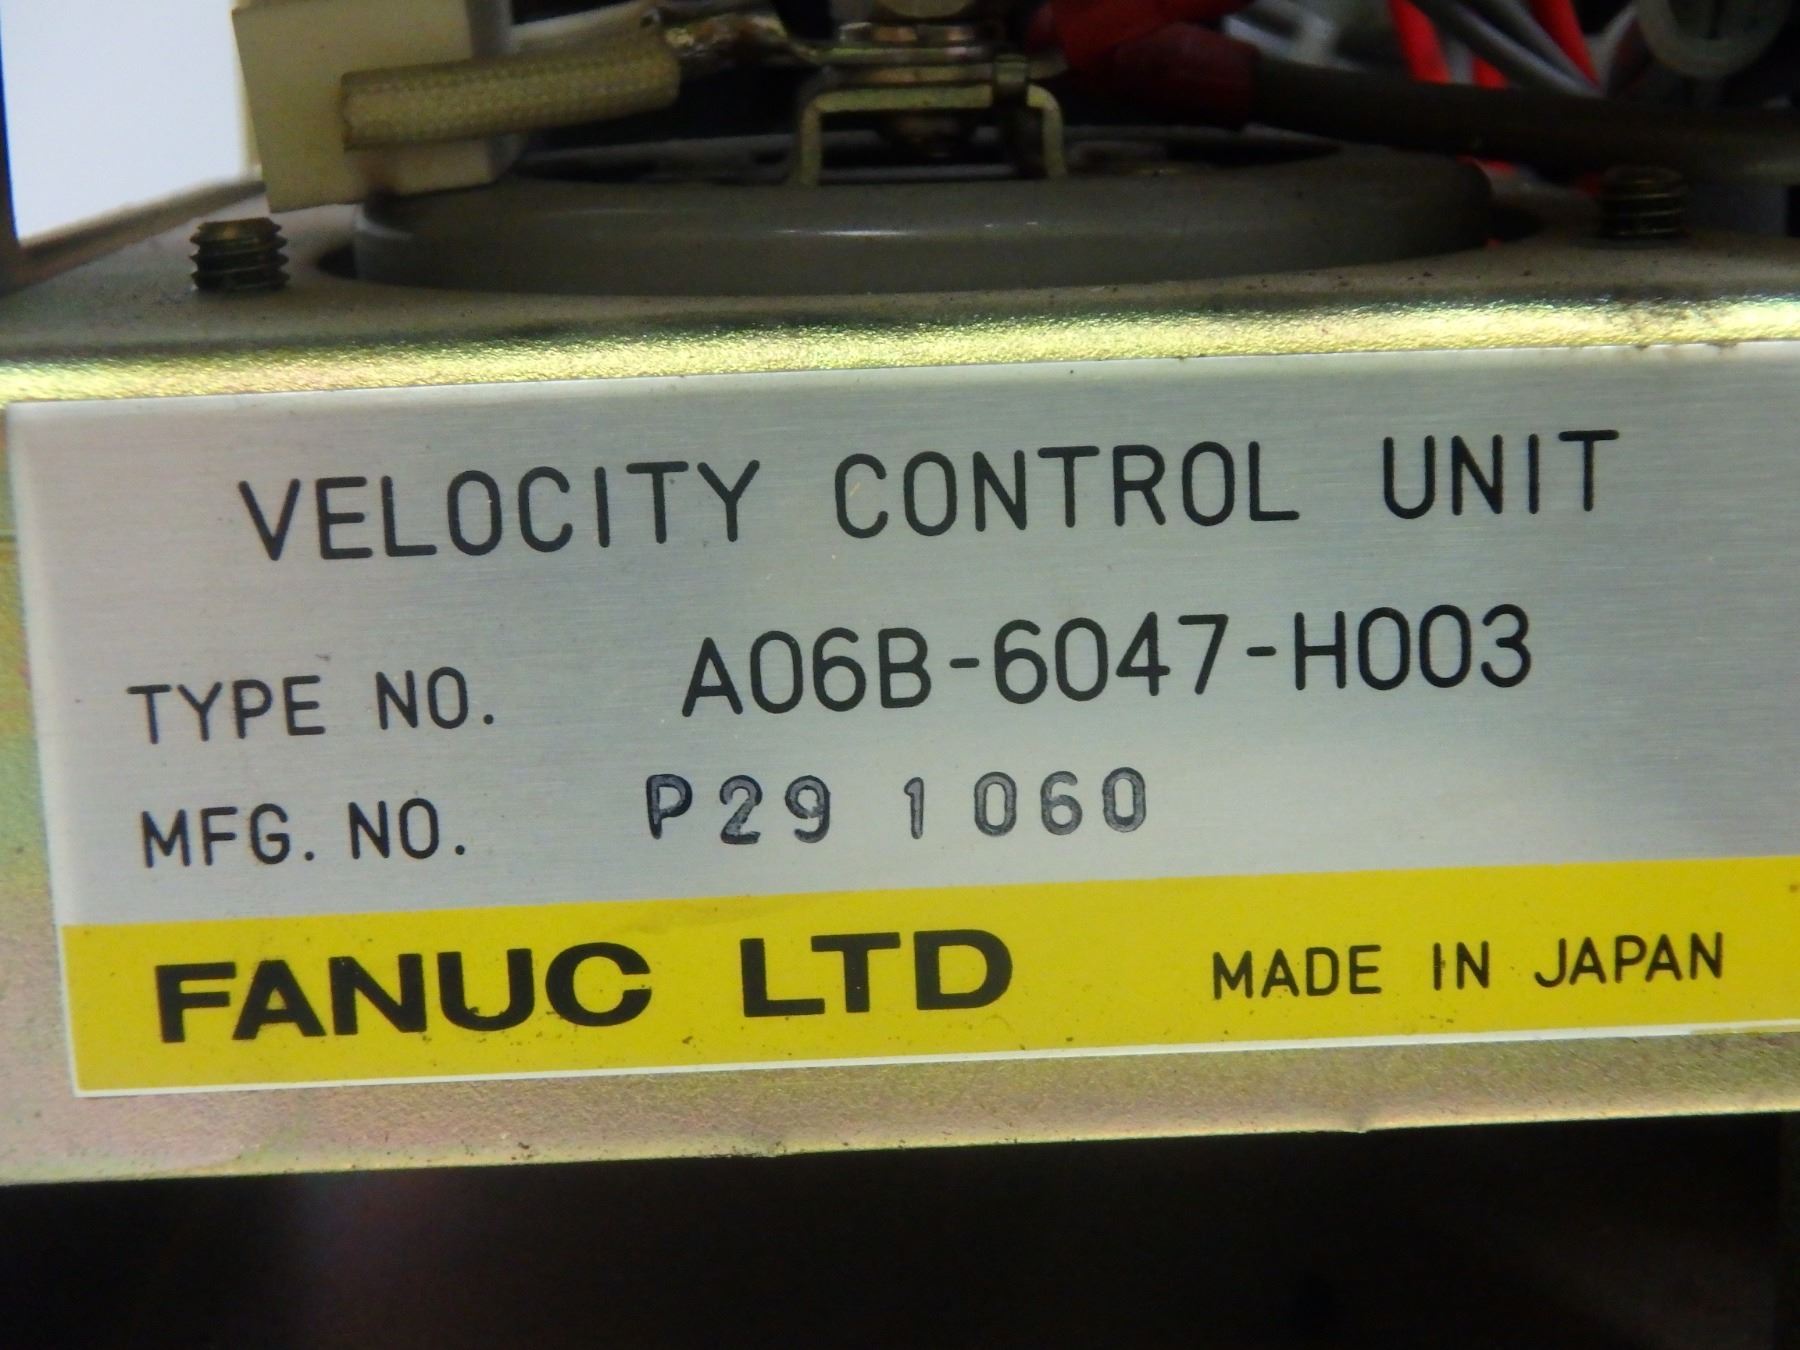 VELOCITY CONTROL UNIT
TYPE NO. A06B-6047-H003
MFG. NO. P29 1060
FANUC LTD MADE IN JAPAN